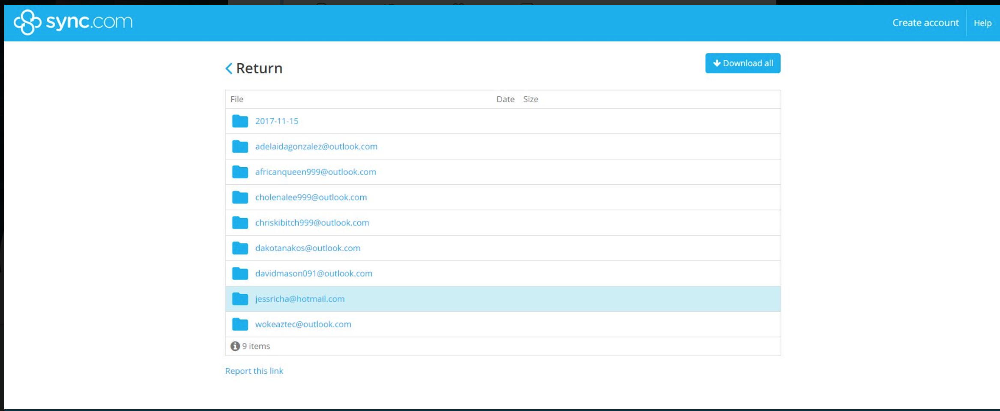 sync.com
Create account
Help
Return
Download all
File Date Size
2017-11-15
adelaidagonzalez@outlook.com
africanqueen999@outlook.com
cholenalee999@outlook.com
chriskibitch999@outlook.com
dakotanakos@outlook.com
davidmason091@outlook.com
jessricha@hotmail.com
wokeaztec@outlook.com
9 items
Report this link